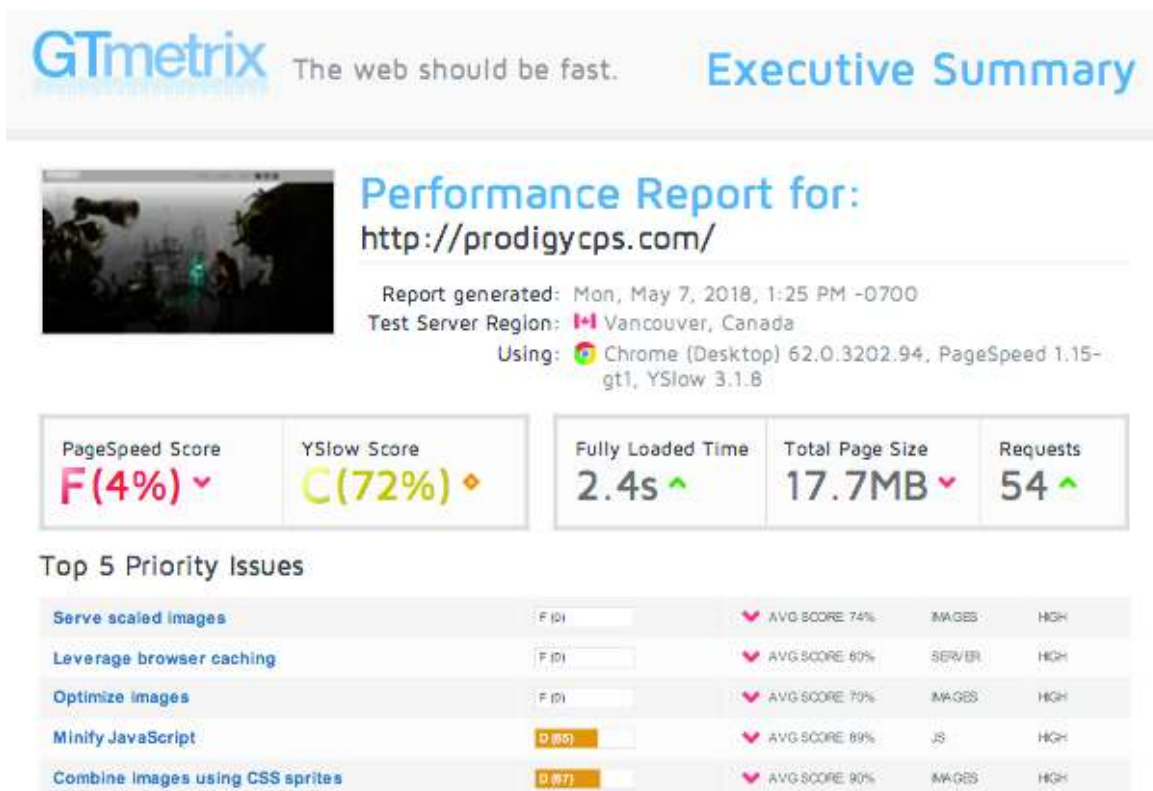 GTmetrix The web should be fast. Executive Summary
Performance Report for:
http://prodigycps.com/
Report generated: Mon, May 7, 2018, 1:25 PM -0700
Test Server Region: Vancouver, Canada
Using: Chrome (Desktop) 62.0.3202.94, PageSpeed 1.15-
gt1, YSlow 3.1.8
PageSpeed Score YSlow Score Fully Loaded Time Total Page Size Requests
F(4%) C(72%) 2.4s 17.7MB 54
Top 5 Priority Issues
Serve scaled images F (0) AVG SCORE: 74% IMAGES HIGH
Leverage browser caching F (0) AVG SCORE: 60% SERVER HIGH
Optimize images F (0) AVG SCORE: 70% IMAGES HIGH
Minify JavaScript D (65) AVG SCORE: 89% JS HIGH
Combine images using CSS sprites D (67) AVG SCORE: 90% IMAGES HIGH